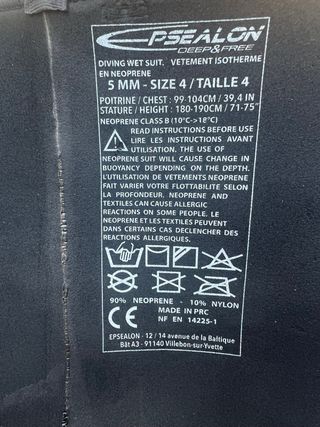 EPSEALON
DEEP&FREE
DIVING WET SUIT. VETEMENT ISOTHERME
EN NEOPRENE
5 MM - SIZE 4 / TAILLE 4
POITRINE / CHEST : 99-104CM / 39,4 IN
STATURE / HEIGHT : 180-190CM / 71-75"
NEOPRENE CLASS B (10°C->18°C)
READ INSTRUCTIONS BEFORE USE
LIRE LES INSTRUCTIONS AVANT
UTILISATION. THE USE OF
NEOPRENE SUIT WILL CAUSE CHANGE IN
BUOYANCY DEPENDING ON THE DEPTH.
L'UTILISATION DE VETEMENTS NEOPRENE
FAIT VARIER VOTRE FLOTTABILITE SELON
LA PROFONDEUR. NEOPRENE AND
TEXTILES CAN CAUSE ALLERGIC
REACTIONS ON SOME PEOPLE. LE
NEOPRENE ET LES TEXTILES PEUVENT
DANS CERTAINS CAS DECLENCHER DES
REACTIONS ALLERGIQUES.
90% NEOPRENE - 10% NYLON
CE
MADE IN PRC
NF EN 14225-1
EPSEALON - 12 / 14 avenue de la Baltique
Bât A3 - 91140 Villebon-sur-Yvette